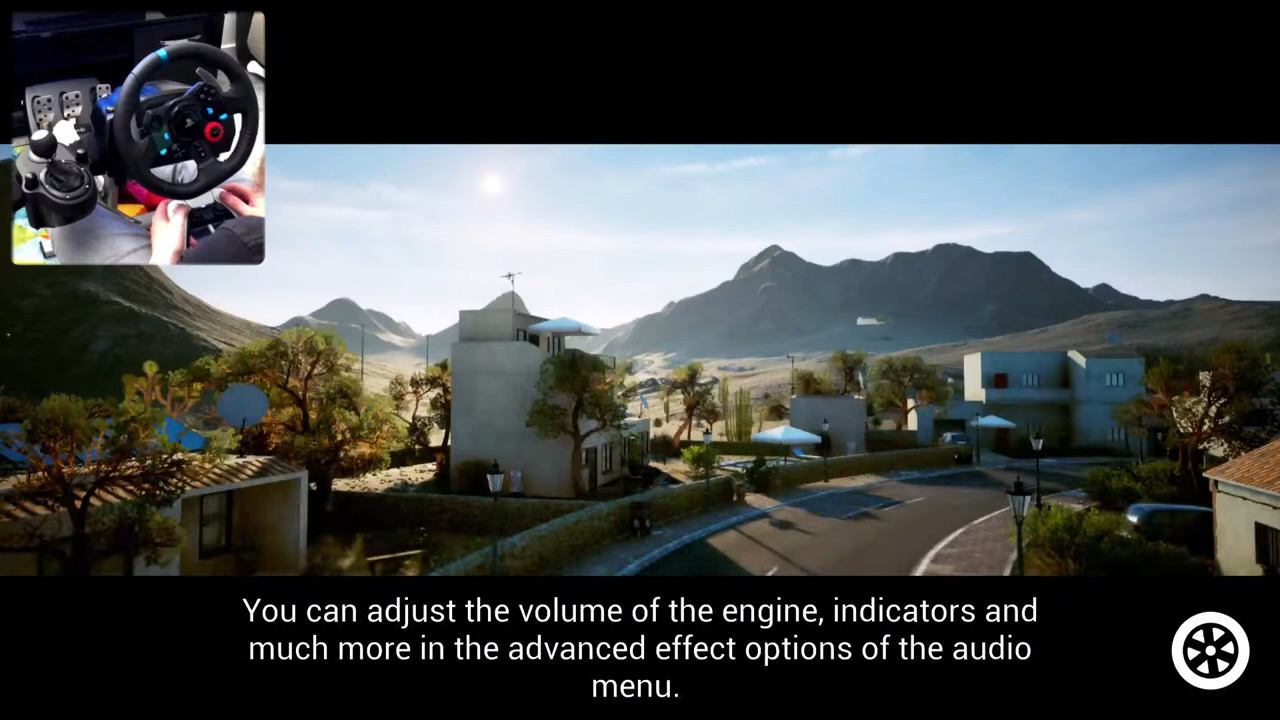 You can adjust the volume of the engine, indicators and
much more in the advanced effect options of the audio
menu.